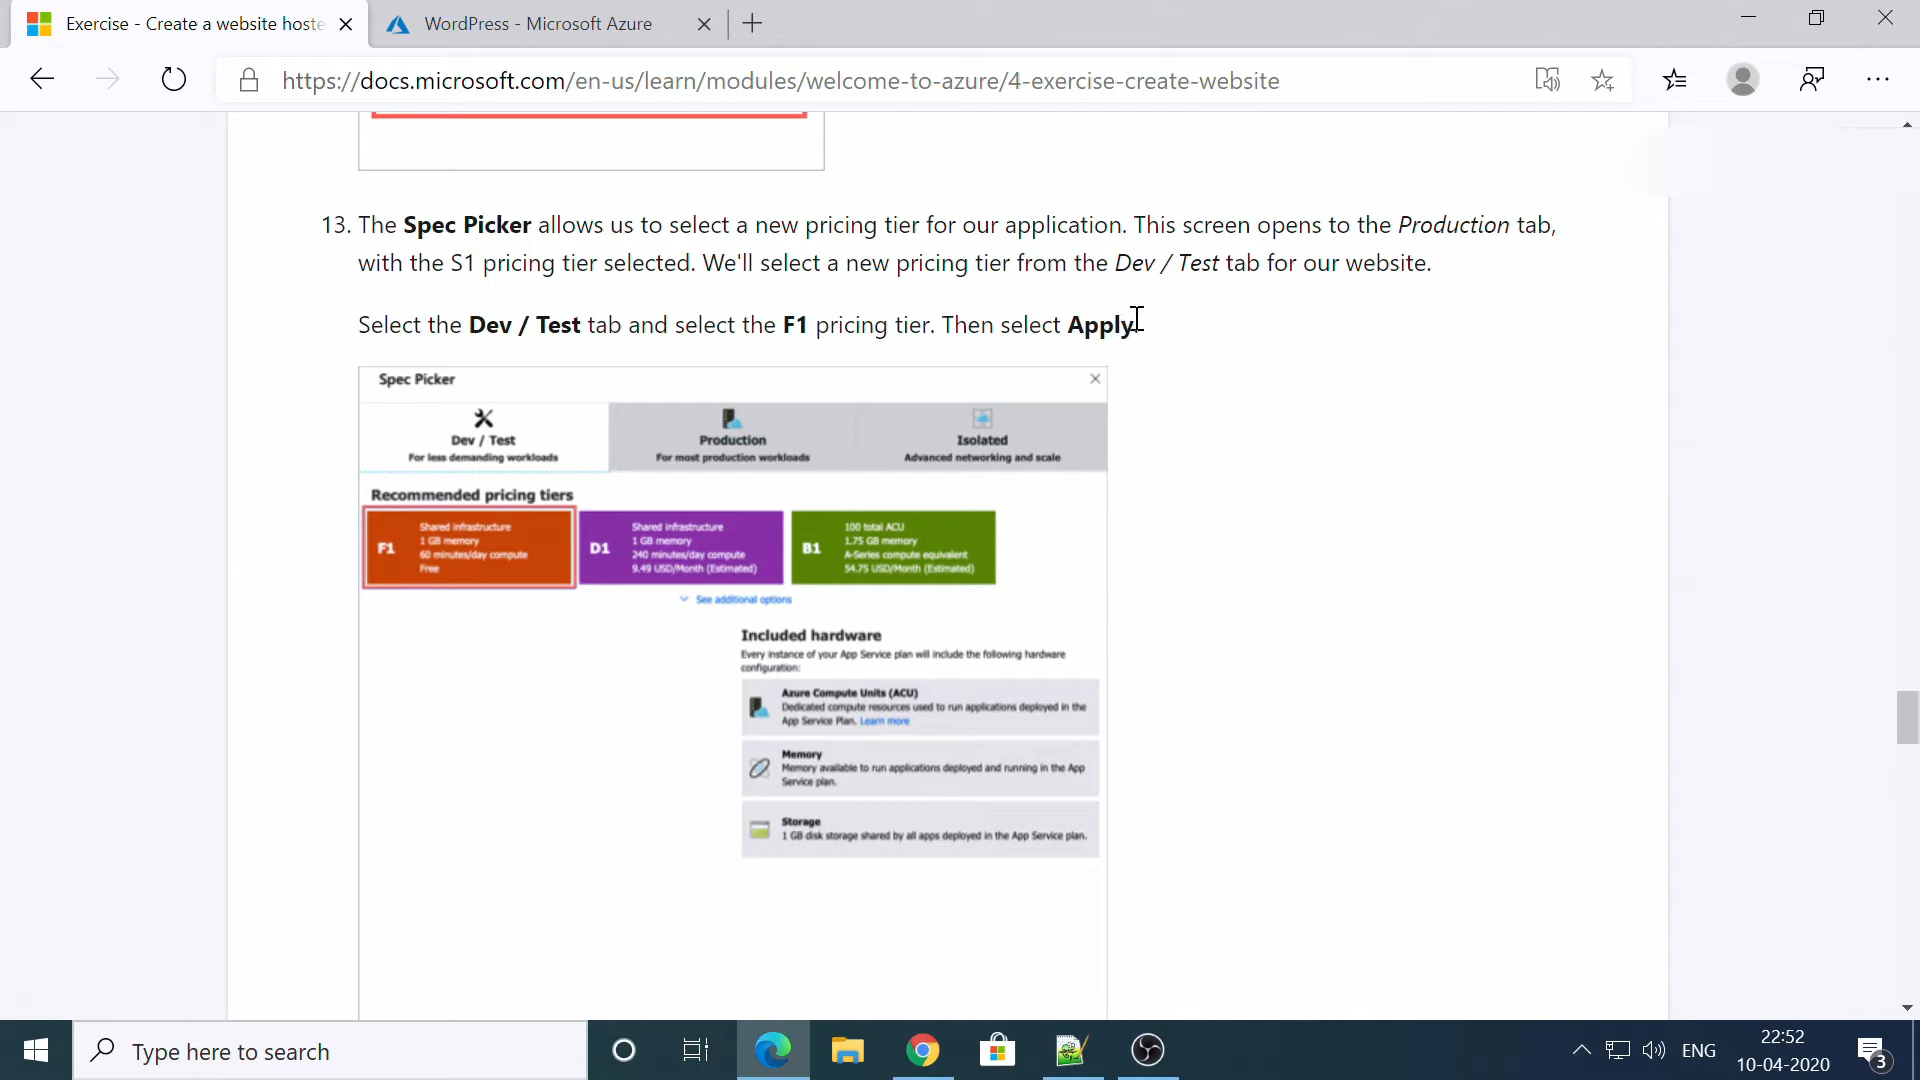 Exercise - Create a website hoste
WordPress - Microsoft Azure
https://docs.microsoft.com/en-us/learn/modules/welcome-to-azure/4-exercise-create-website
13. The Spec Picker allows us to select a new pricing tier for our application. This screen opens to the Production tab,
with the S1 pricing tier selected. We'll select a new pricing tier from the Dev / Test tab for our website.
Select the Dev / Test tab and select the F1 pricing tier. Then select Apply.
Spec Picker
Dev / Test
For less demanding workloads
Production
For most production workloads
Isolated
Advanced networking and scale
Recommended pricing tiers
F1
Shared infrastructure
1 GB memory
60 minutes/day compute
Free
D1
Shared infrastructure
1 GB memory
240 minutes/day compute
9.49 USD/Month (Estimated)
B1
100 total ACU
1.75 GB memory
A-Series compute equivalent
54.75 USD/Month (Estimated)
See additional options
Included hardware
Every instance of your App Service plan will include the following hardware
configuration:
Azure Compute Units (ACU)
Dedicated compute resources used to run applications deployed in the
App Service Plan. Learn more
Memory
Memory available to run applications deployed and running in the App
Service plan.
Storage
1 GB disk storage shared by all apps deployed in the App Service plan.
Type here to search
ENG
22:52
10-04-2020
3